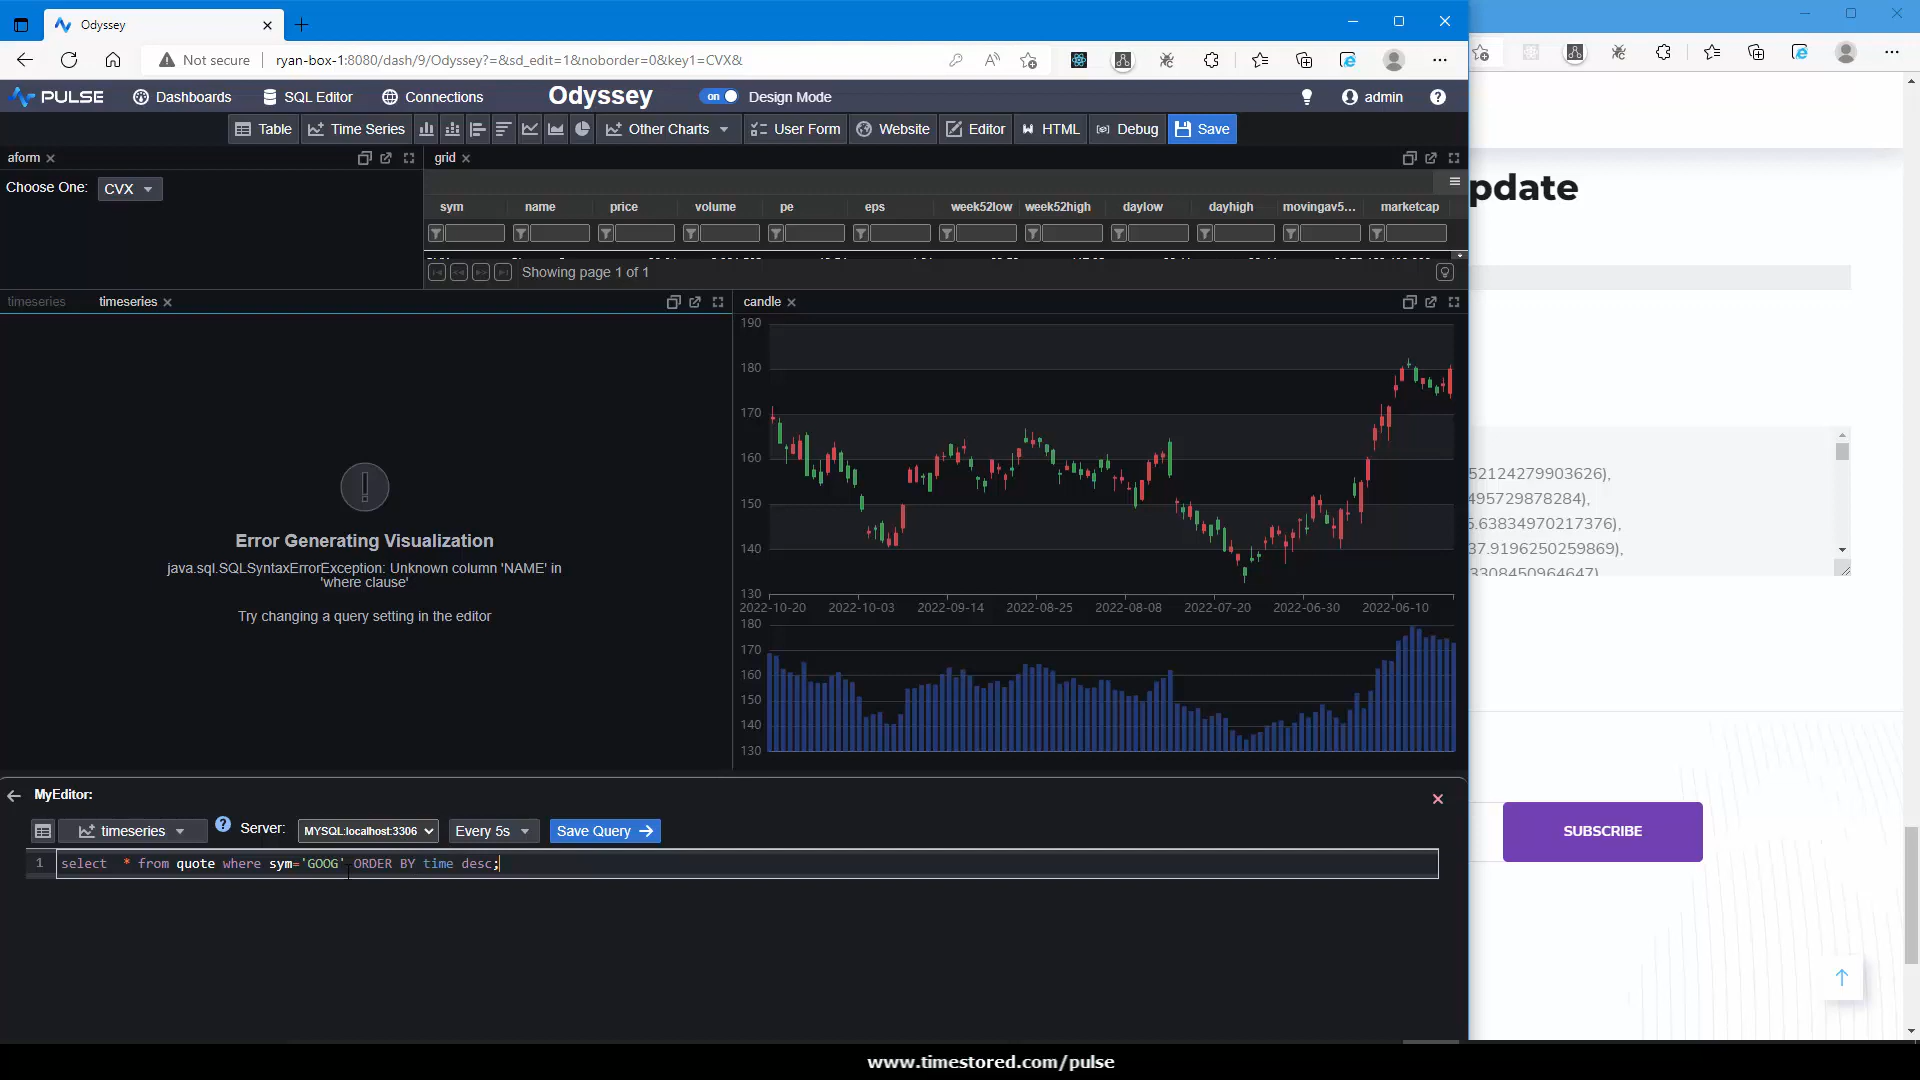 Odyssey
Not secure
ryan-box-1:8080/dash/9/Odyssey?=&sd_edit=1&noborder=0&key1=CVX&
PULSE
Dashboards
SQL Editor
Connections
Odyssey
on
Design Mode
admin
Table
Time Series
Other Charts
User Form
Website
Editor
HTML
Debug
Save
aform
grid
Choose One:
CVX
sym name price volume pe eps week52low week52high daylow dayhigh movingav5... marketcap
Showing page 1 of 1
timeseries
timeseries
candle
Error Generating Visualization
java.sql.SQLSyntaxErrorException: Unknown column 'NAME' in
'where clause'
Try changing a query setting in the editor
190
180
170
160
150
140
130
2022-10-20 2022-10-03 2022-09-14 2022-08-25 2022-08-08 2022-07-20 2022-06-30 2022-06-10
180
170
160
150
140
130
MyEditor:
timeseries
Server:
MYSQL:localhost:3306
Every 5s
Save Query
1 select * from quote where sym='GOOG' ORDER BY time desc;
pdate
52124279903626),
495729878284),
5.63834970217376),
37.9196250259869),
3308450964647)
SUBSCRIBE
www.timestored.com/pulse